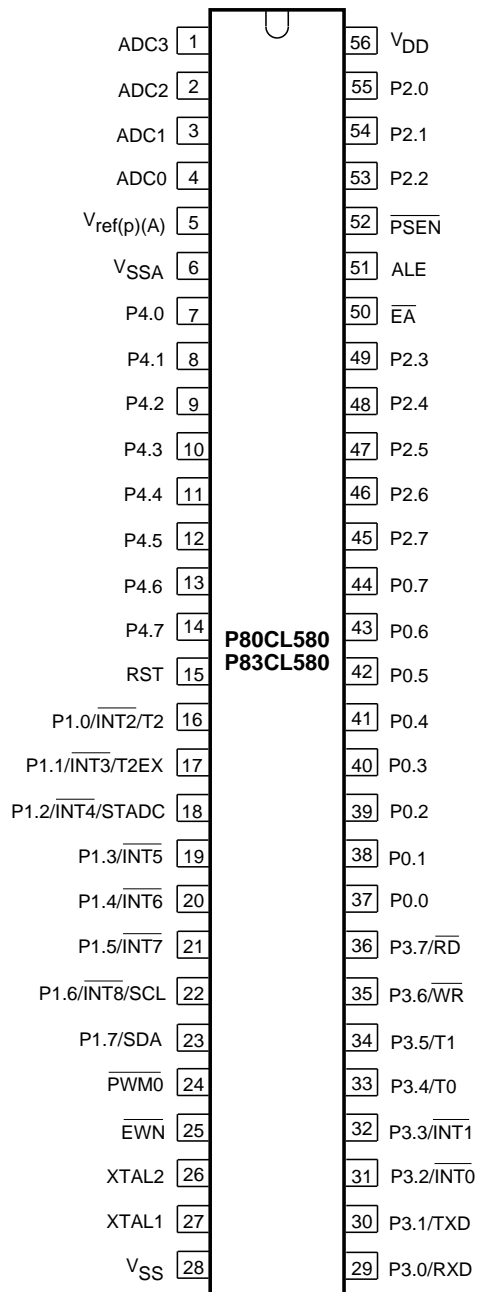 ADC3 1 56 VDD
ADC2 2 55 P2.0
ADC1 3 54 P2.1
ADC0 4 53 P2.2
Vref(p)(A) 5 52 PSEN
VSSA 6 51 ALE
P4.0 7 50 EA
P4.1 8 49 P2.3
P4.2 9 48 P2.4
P4.3 10 47 P2.5
P4.4 11 46 P2.6
P4.5 12 45 P2.7
P4.6 13 44 P0.7
P4.7 14 43 P0.6
P80CL580
P83CL580
RST 15 42 P0.5
P1.0/INT2/T2 16 41 P0.4
P1.1/INT3/T2EX 17 40 P0.3
P1.2/INT4/STADC 18 39 P0.2
P1.3/INT5 19 38 P0.1
P1.4/INT6 20 37 P0.0
P1.5/INT7 21 36 P3.7/RD
P1.6/INT8/SCL 22 35 P3.6/WR
P1.7/SDA 23 34 P3.5/T1
PWM0 24 33 P3.4/T0
EWN 25 32 P3.3/INT1
XTAL2 26 31 P3.2/INT0
XTAL1 27 30 P3.1/TXD
VSS 28 29 P3.0/RXD